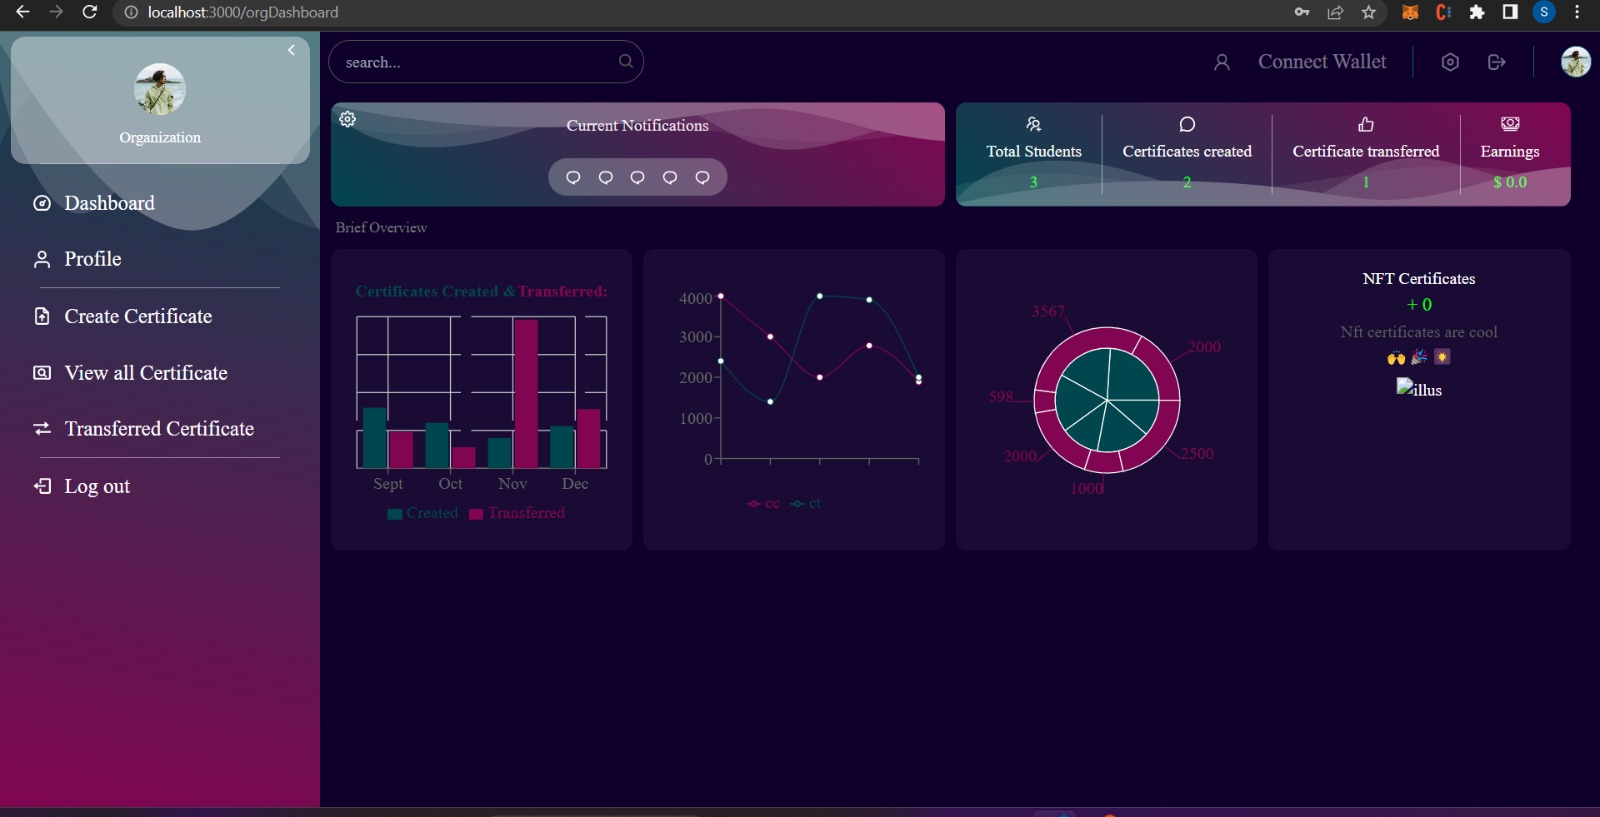 localhost:3000/orgDashboard
S
Organization
Dashboard
Profile
Create Certificate
View all Certificate
Transferred Certificate
Log out
search...
Connect Wallet
Current Notifications
Total Students
3
Certificates created
2
Certificate transferred
1
Earnings
$ 0.0
Brief Overview
Certificates Created &Transferred:
Sept Oct Nov Dec
Created Transferred
4000
3000
2000
1000
0
cc ct
3567
2000
598
2000
2500
1000
NFT Certificates
+ 0
Nft certificates are cool
illus